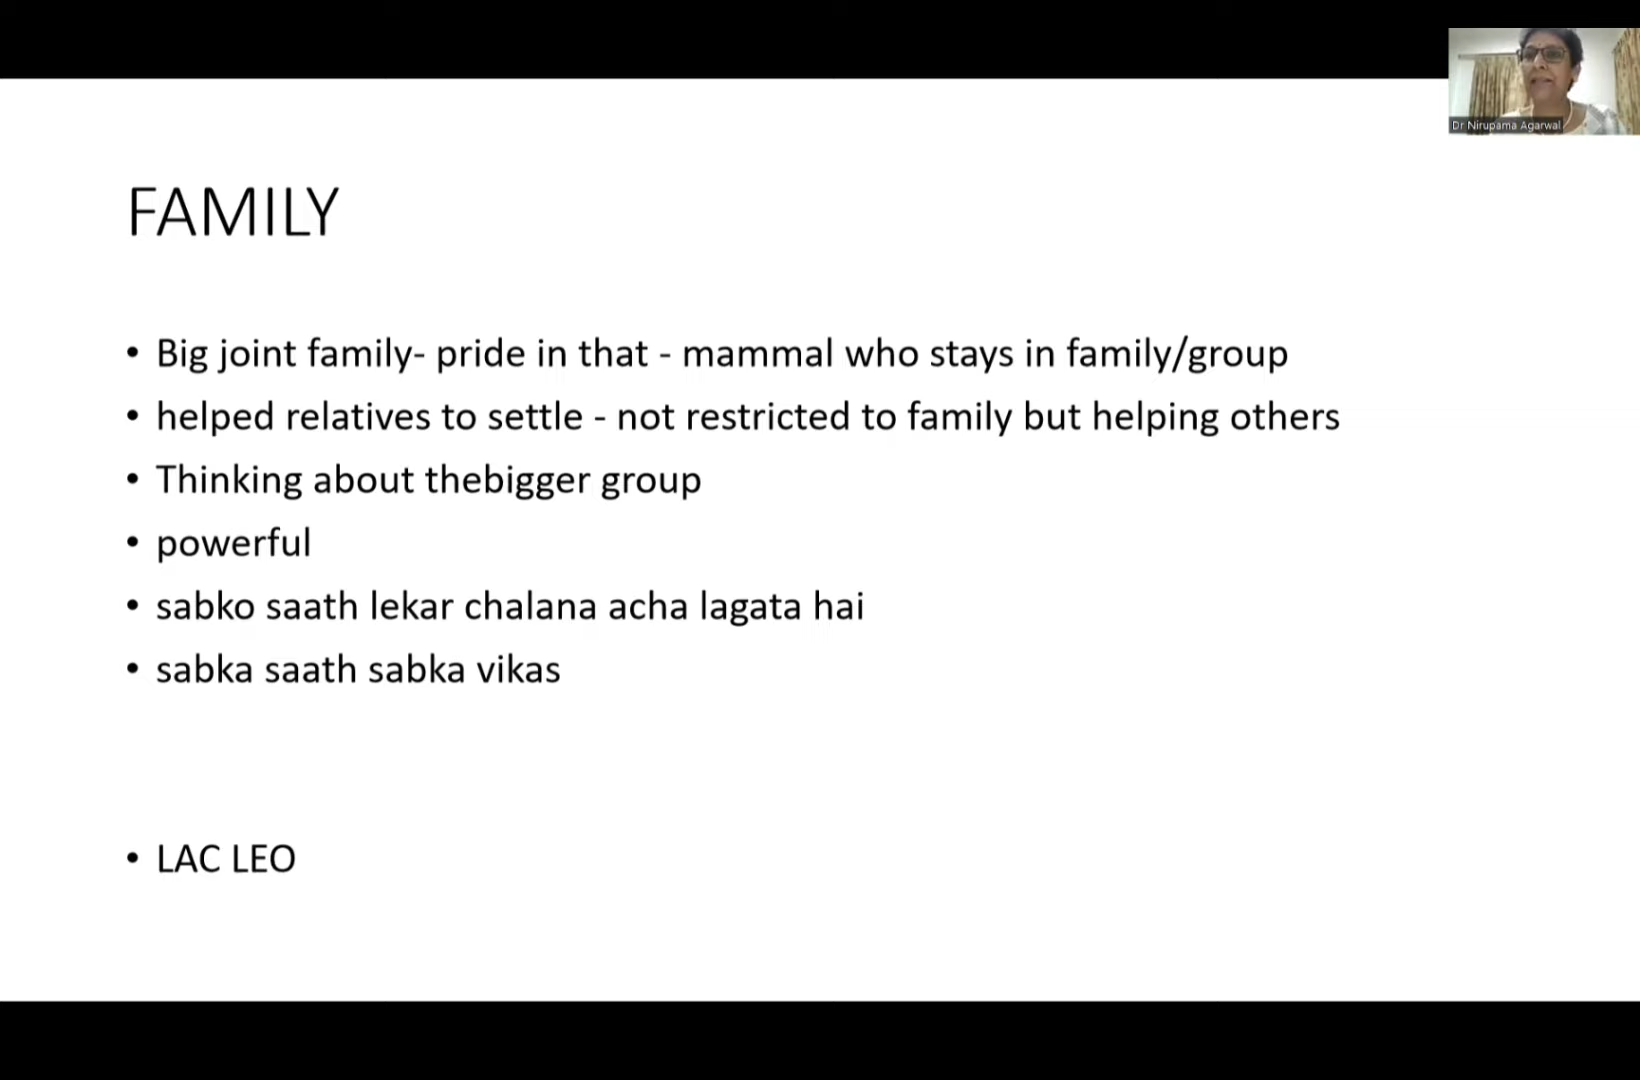 Dr Nirupama Agarwal
FAMILY
• Big joint family- pride in that - mammal who stays in family/group
• helped relatives to settle - not restricted to family but helping others
• Thinking about thebigger group
• powerful
• sabko saath lekar chalana acha lagata hai
• sabka saath sabka vikas
• LAC LEO